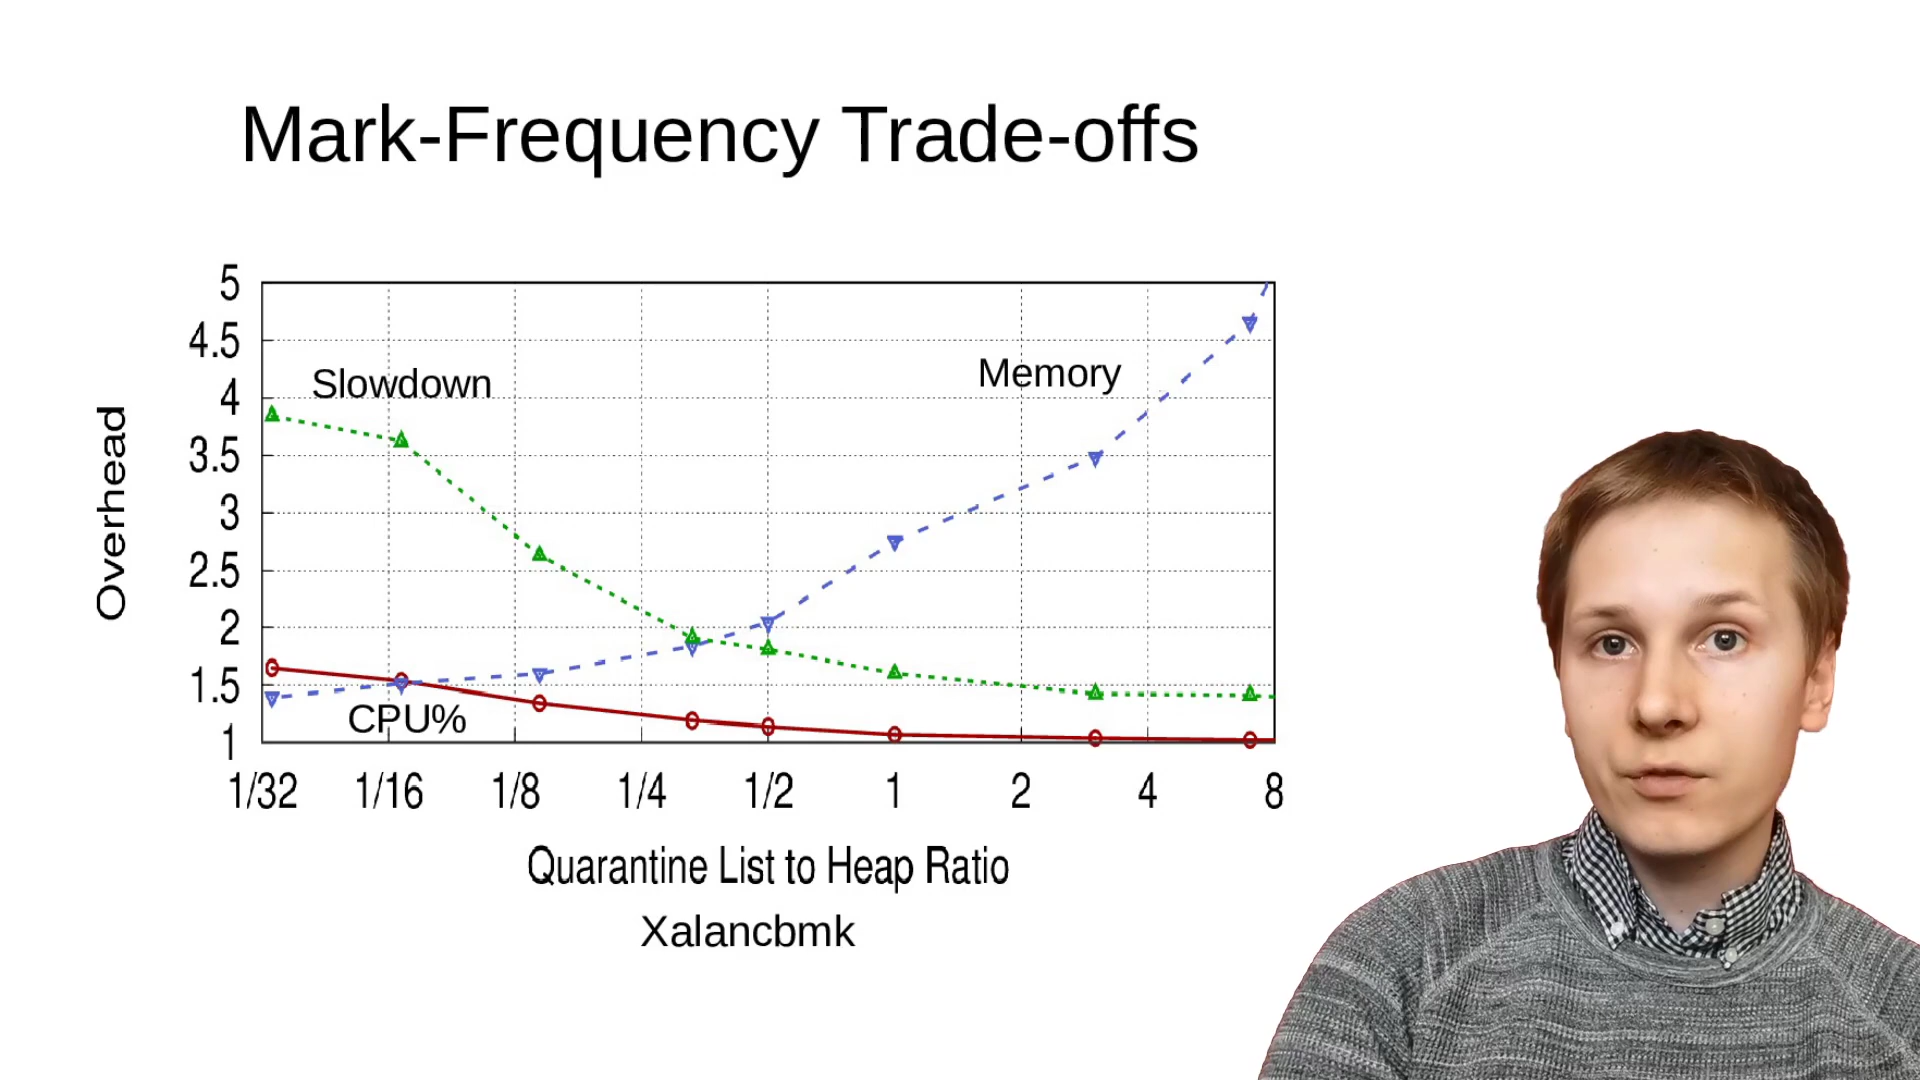 Mark-Frequency Trade-offs
5
4.5
4
3.5
3
2.5
2
1.5
1
Overhead
Slowdown
Memory
CPU%
1/32 1/16 1/8 1/4 1/2 1 2 4 8
Quarantine List to Heap Ratio
Xalancbmk